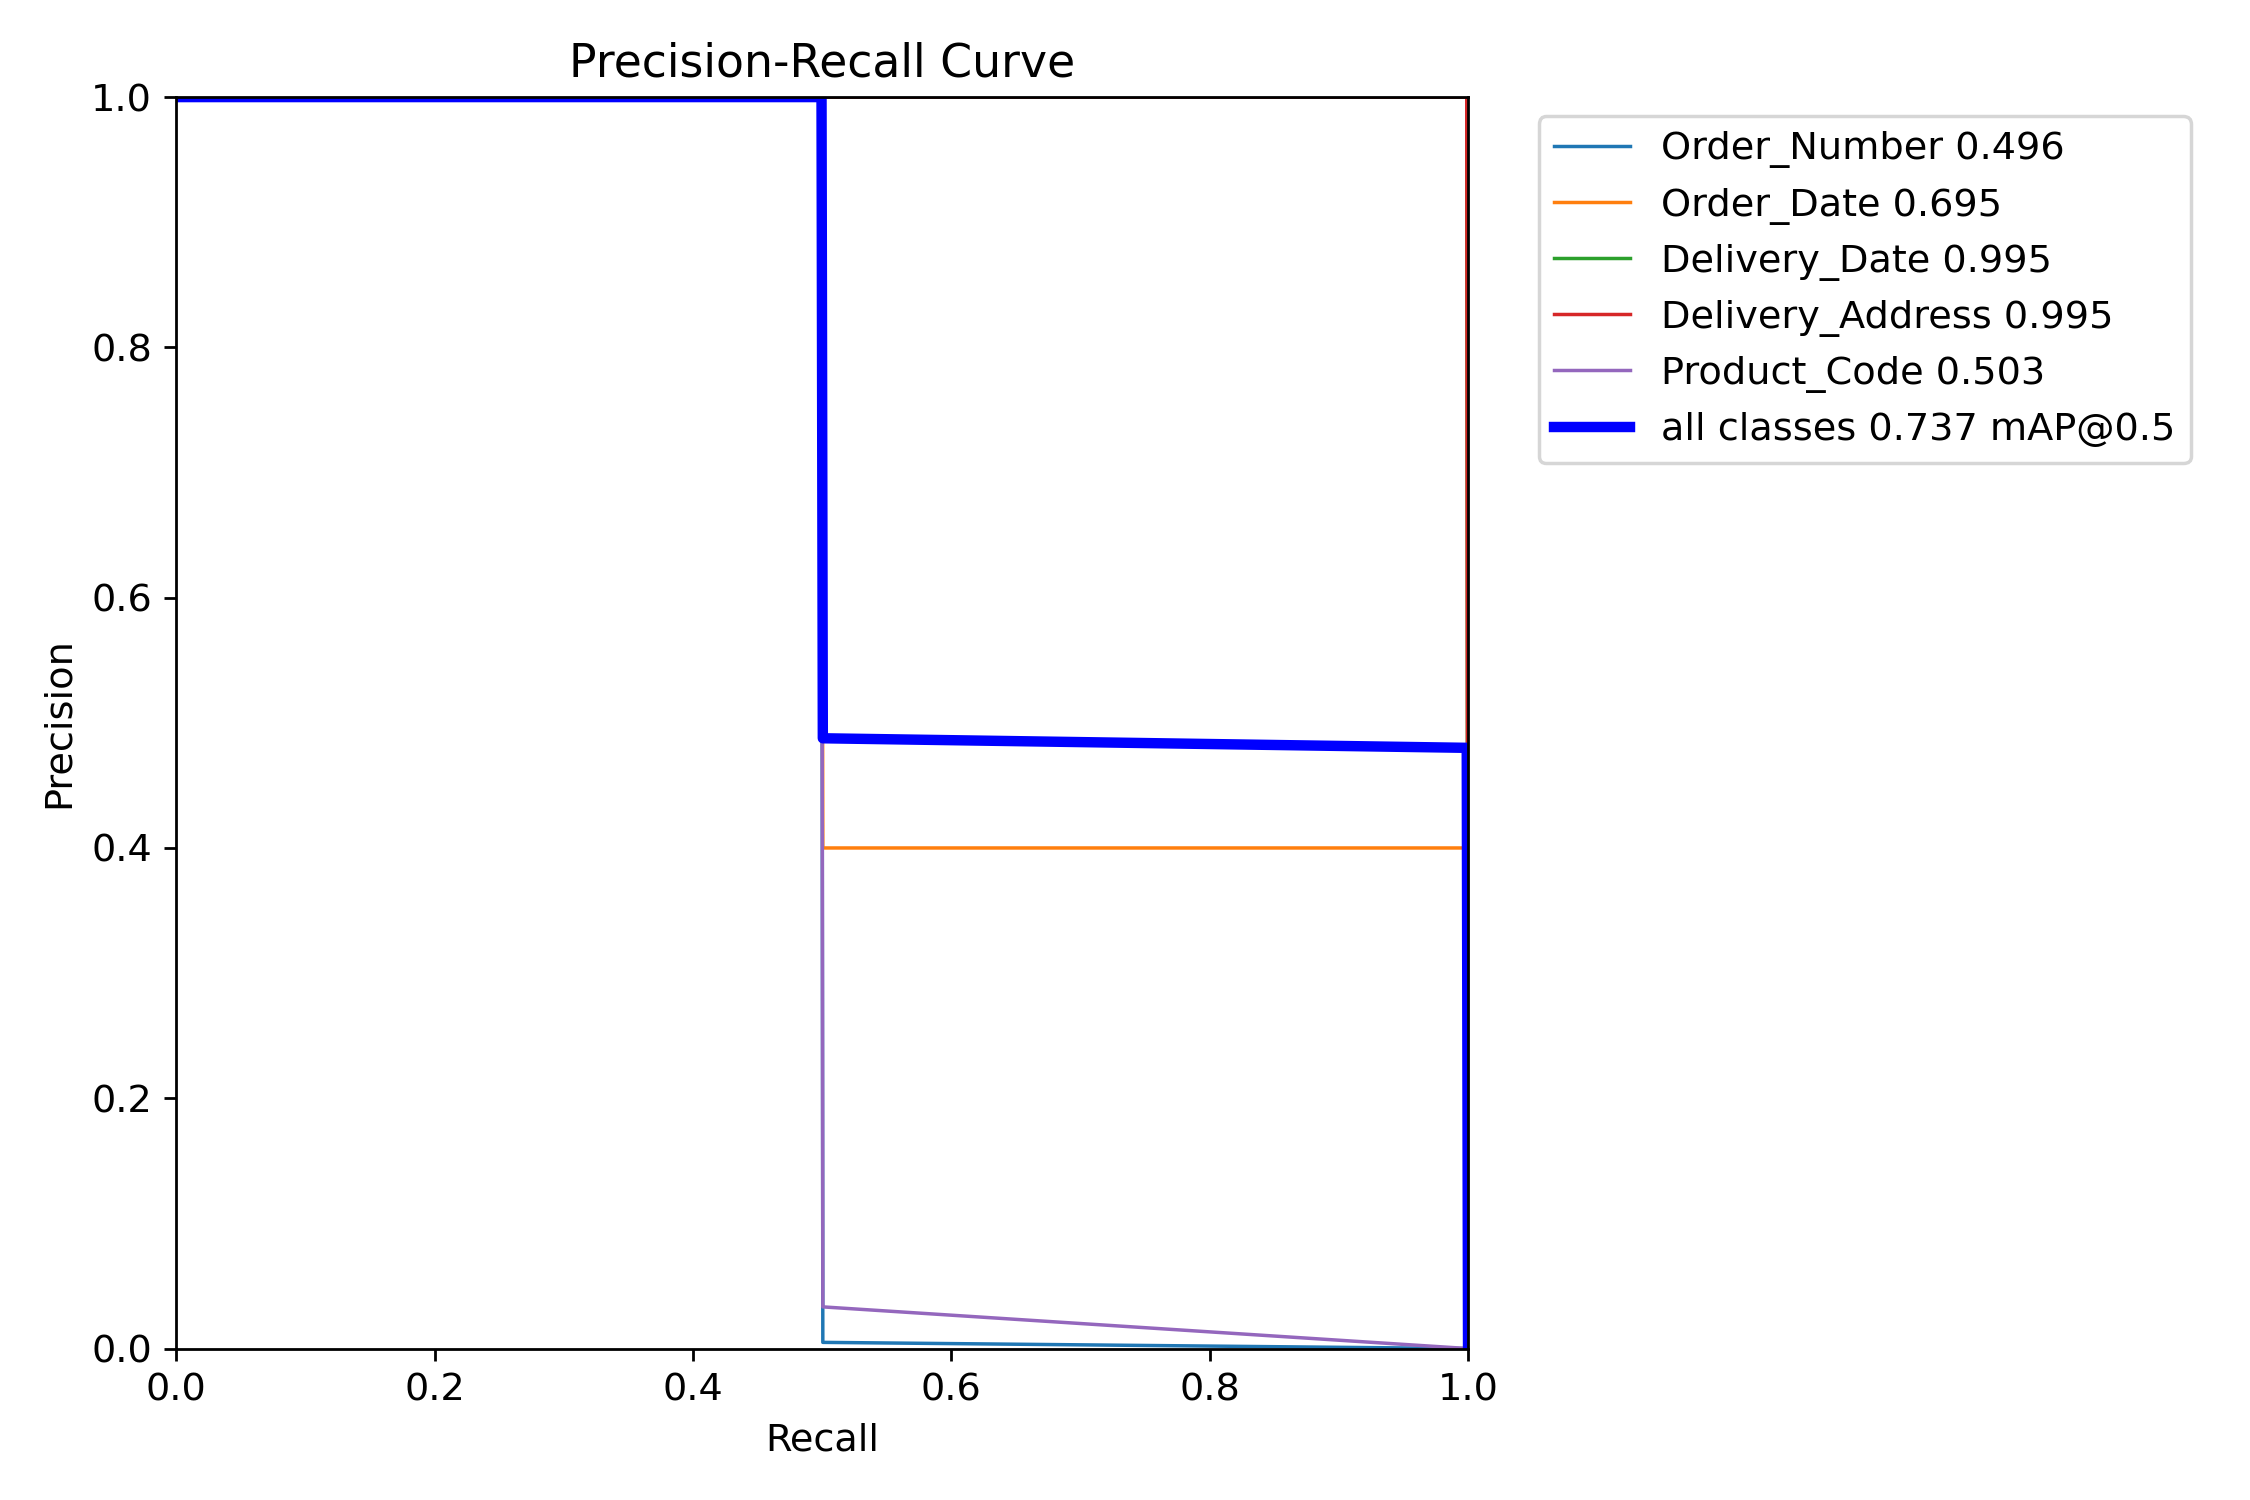 Precision-Recall Curve
1.0
0.8
0.6
0.4
0.2
0.0
Precision
0.0 0.2 0.4 0.6 0.8 1.0
Recall
Order_Number 0.496
Order_Date 0.695
Delivery_Date 0.995
Delivery_Address 0.995
Product_Code 0.503
all classes 0.737 mAP@0.5